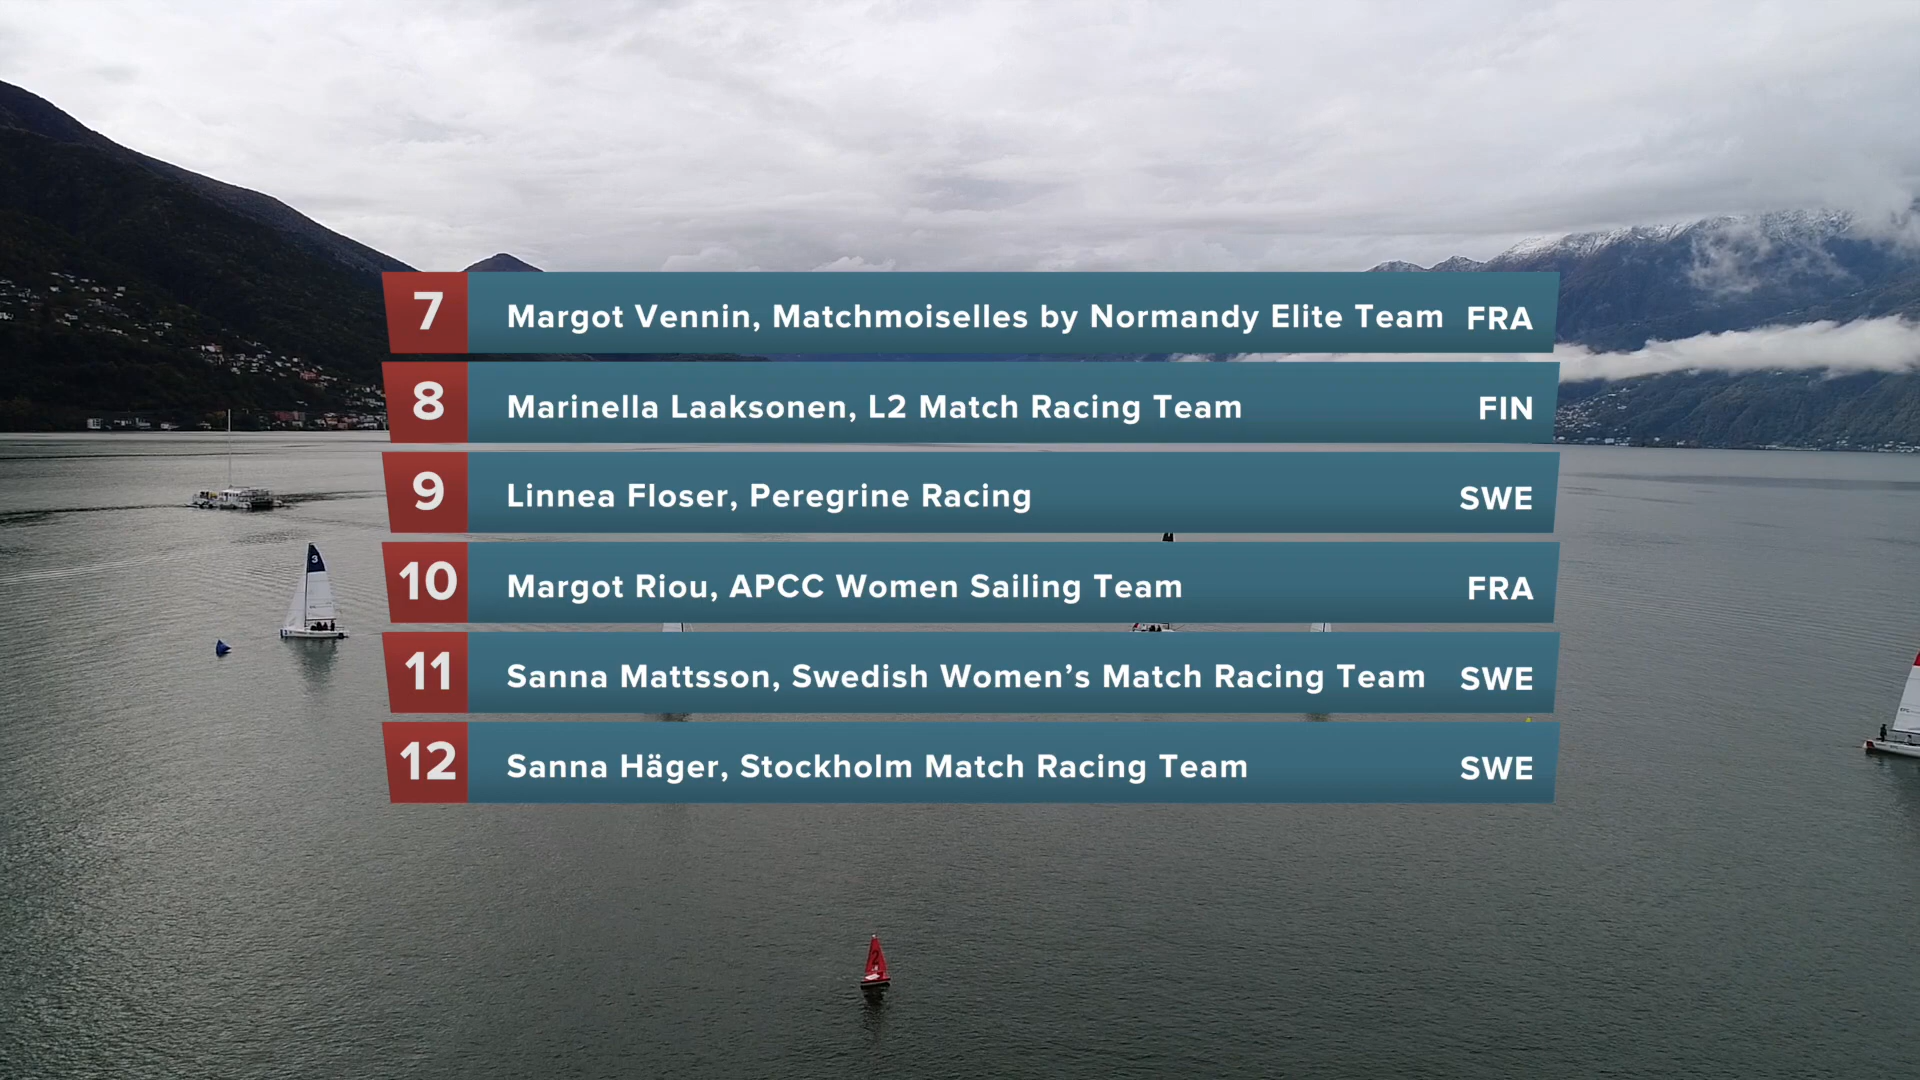 7 Margot Vennin, Matchmoiselles by Normandy Elite Team FRA
8 Marinella Laaksonen, L2 Match Racing Team FIN
9 Linnea Floser, Peregrine Racing SWE
10 Margot Riou, APCC Women Sailing Team FRA
11 Sanna Mattsson, Swedish Women’s Match Racing Team SWE
12 Sanna Häger, Stockholm Match Racing Team SWE
3
2